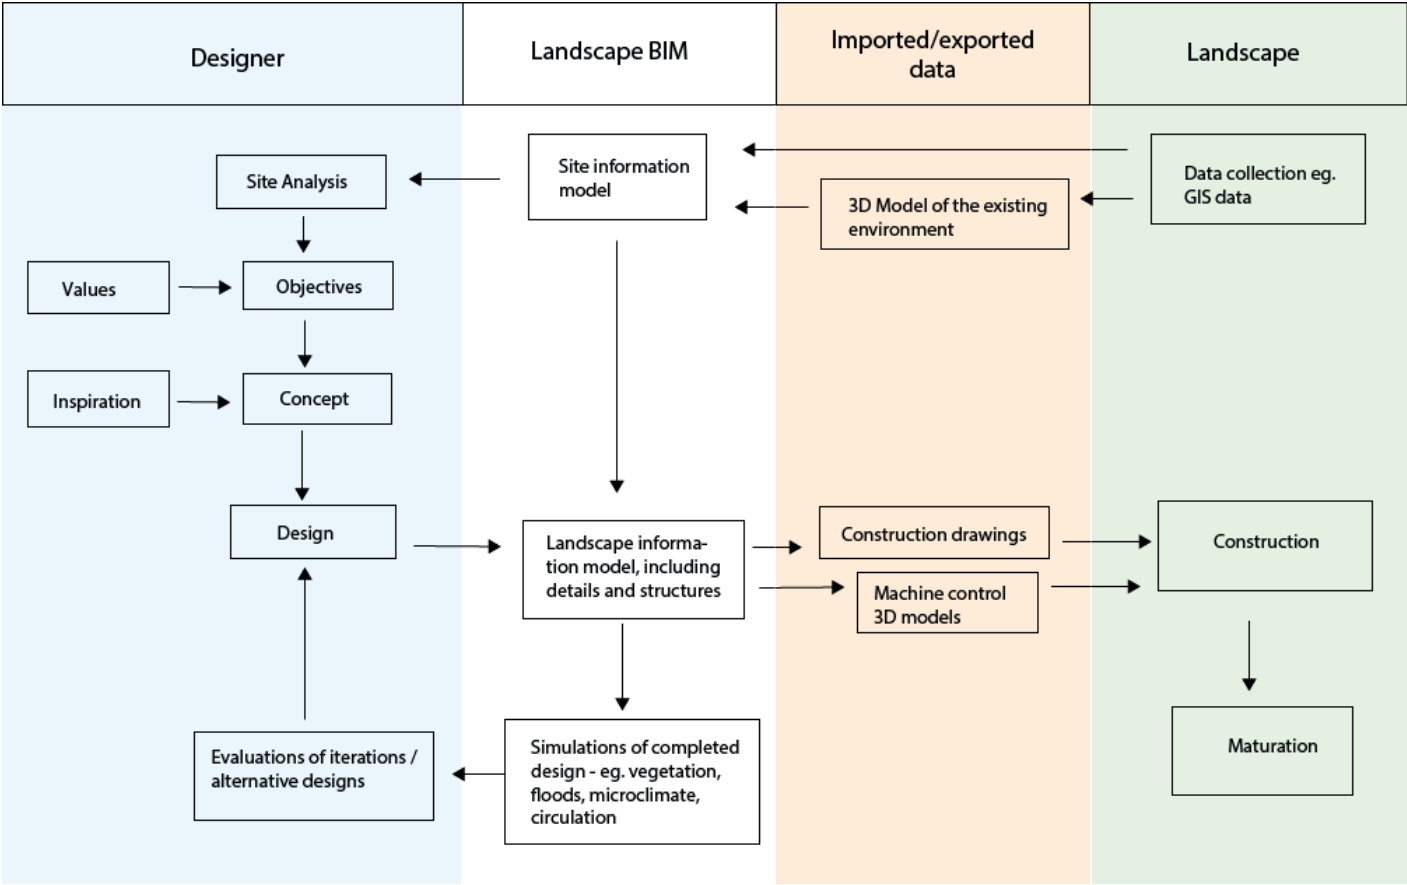 Designer
Landscape BIM
Imported/exported
data
Landscape
Site Analysis
Site information
model
3D Model of the existing
environment
Data collection eg.
GIS data
Values
Objectives
Inspiration
Concept
Design
Landscape informa-
tion model, including
details and structures
Construction drawings
Machine control
3D models
Construction
Evaluations of iterations /
alternative designs
Simulations of completed
design - eg. vegetation,
floods, microclimate,
circulation
Maturation